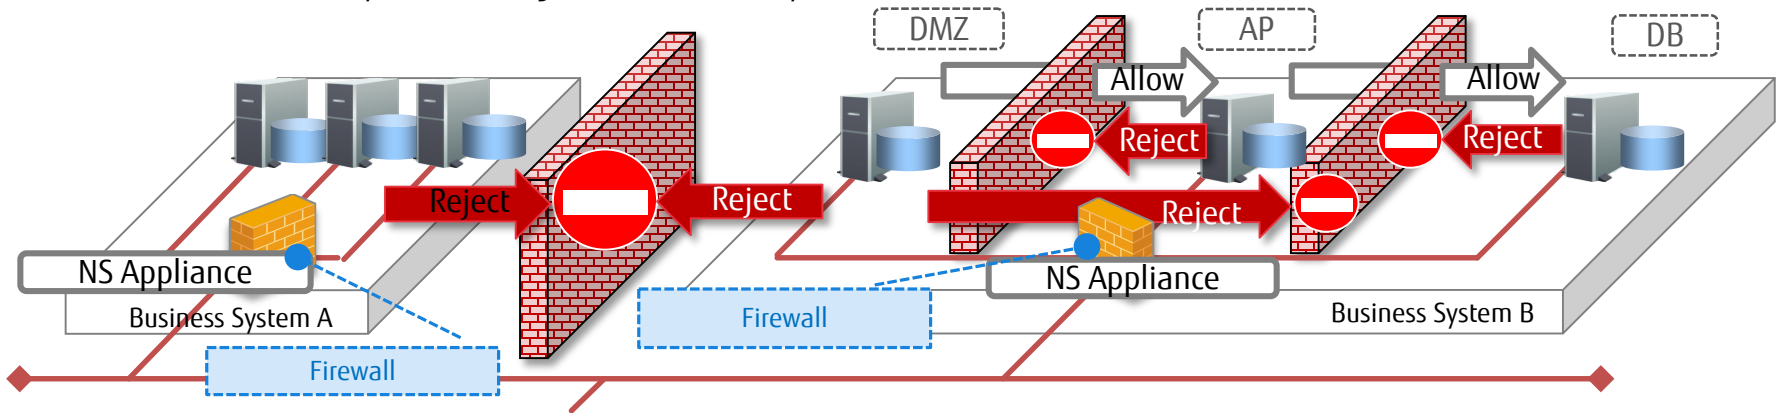 DMZ
AP
DB
Allow
Allow
Reject
Reject
Reject
Reject
Reject
NS Appliance
NS Appliance
Business System A
Firewall
Business System B
Firewall